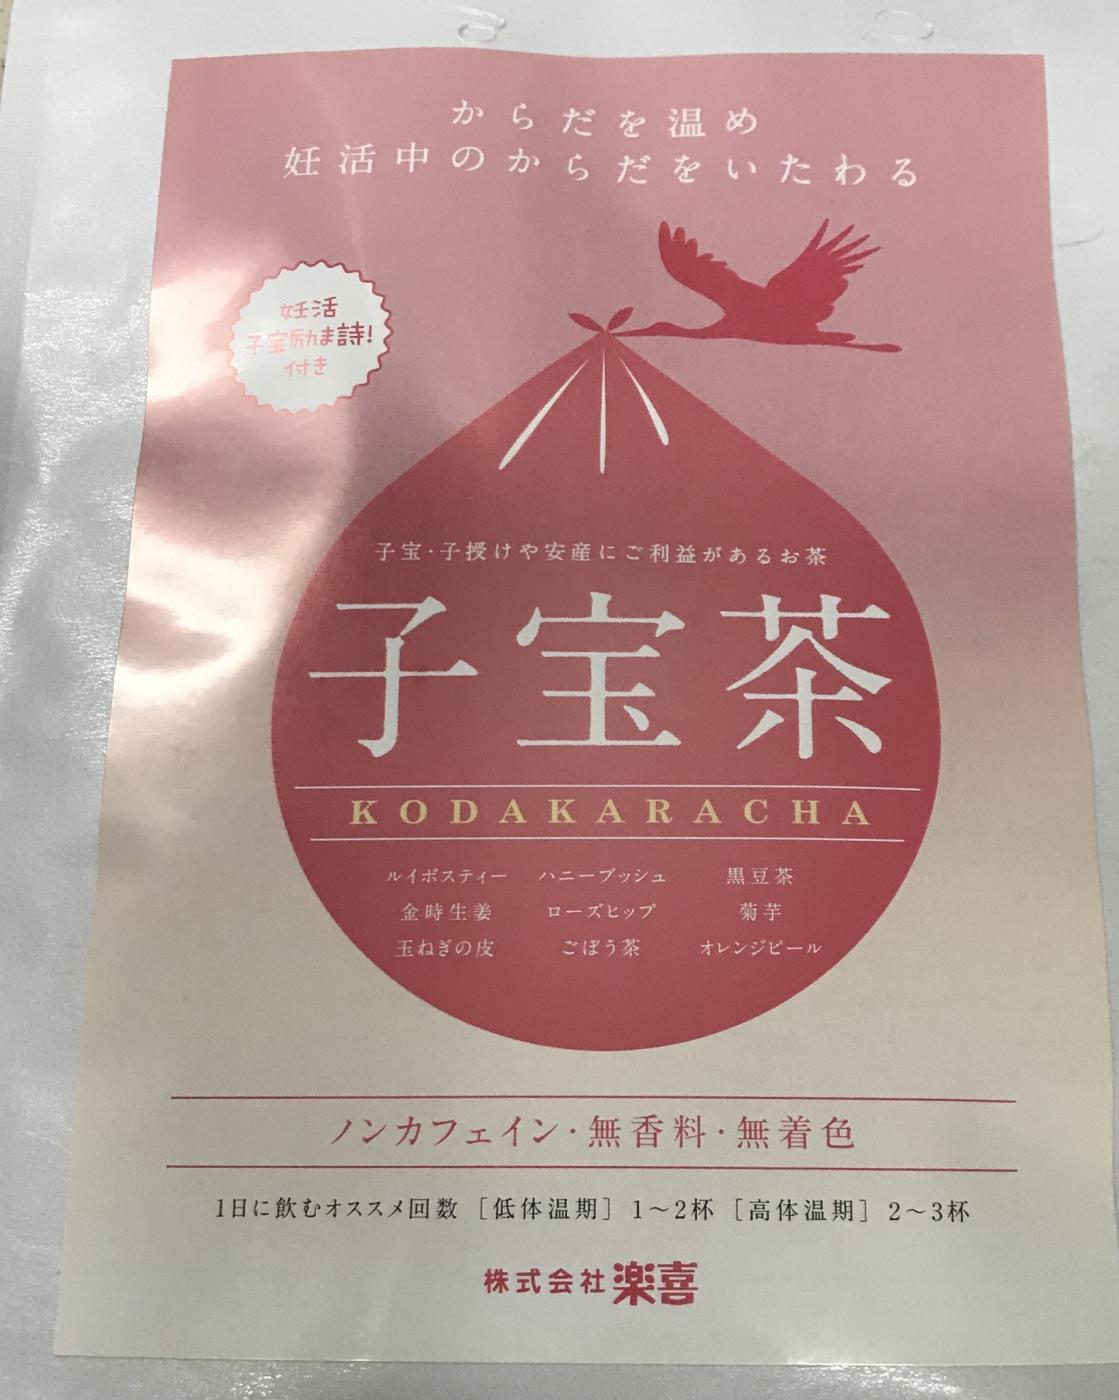 からだを温め
妊活中のからだをいたわる
妊活
子宝励ま詩!
付き
子宝·子授けや安産にご利益があるお茶
子宝茶
KODAKARACHA
ルイボスティー ハニーブッシュ 黒豆茶
金時生姜 ローズヒップ 菊芋
玉ねぎの皮 ごぼう茶 オレンジピール
ノンカフェイン·無香料·無着色
1日に飲むオススメ回数 [低体温期] 1〜2杯 [高体温期] 2〜3杯
株式会社楽喜